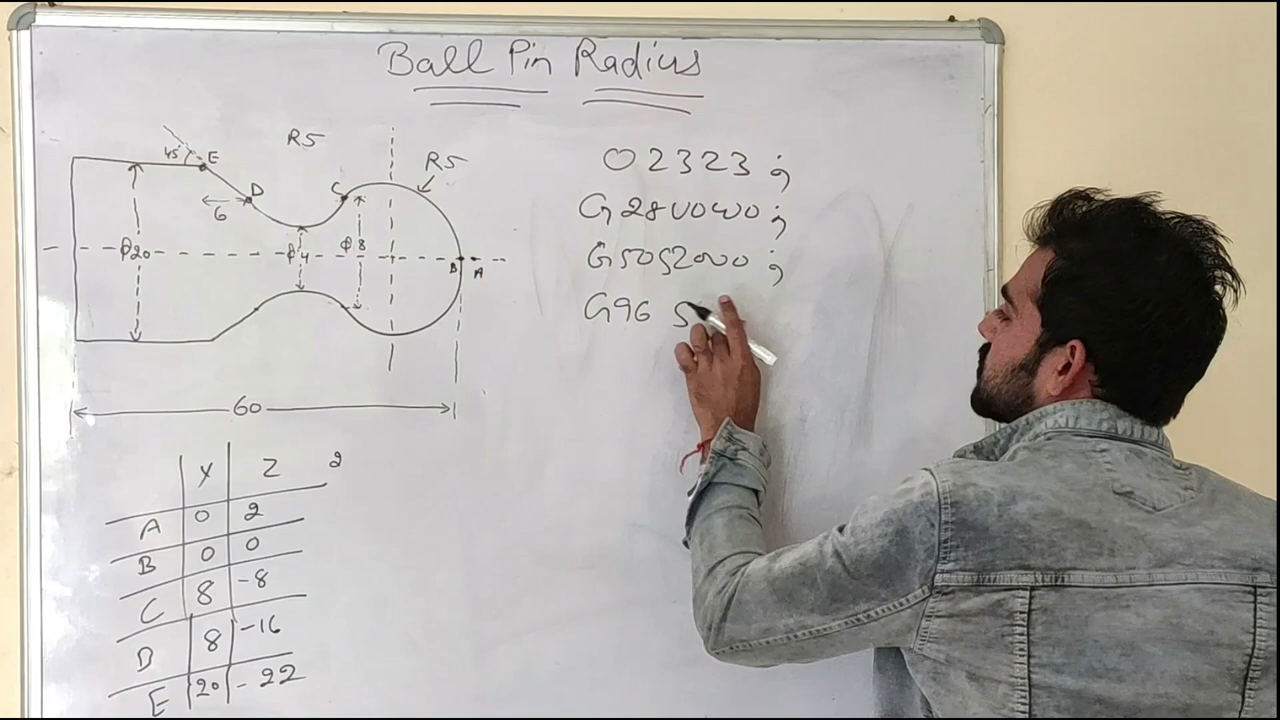 Ball Pin Radius
R5
R5
45°
E
D
C
6
φ20
φ4
φ8
B
A
60
O2323;
G28U0W0;
G50S2000;
G96 S
X Z 2
A 0 2
B 0 0
C 8 -8
D 8 -16
E 20 -22